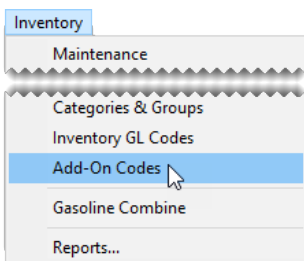 Inventory
Maintenance
Categories & Groups
Inventory GL Codes
Add-On Codes
Gasoline Combine
Reports...